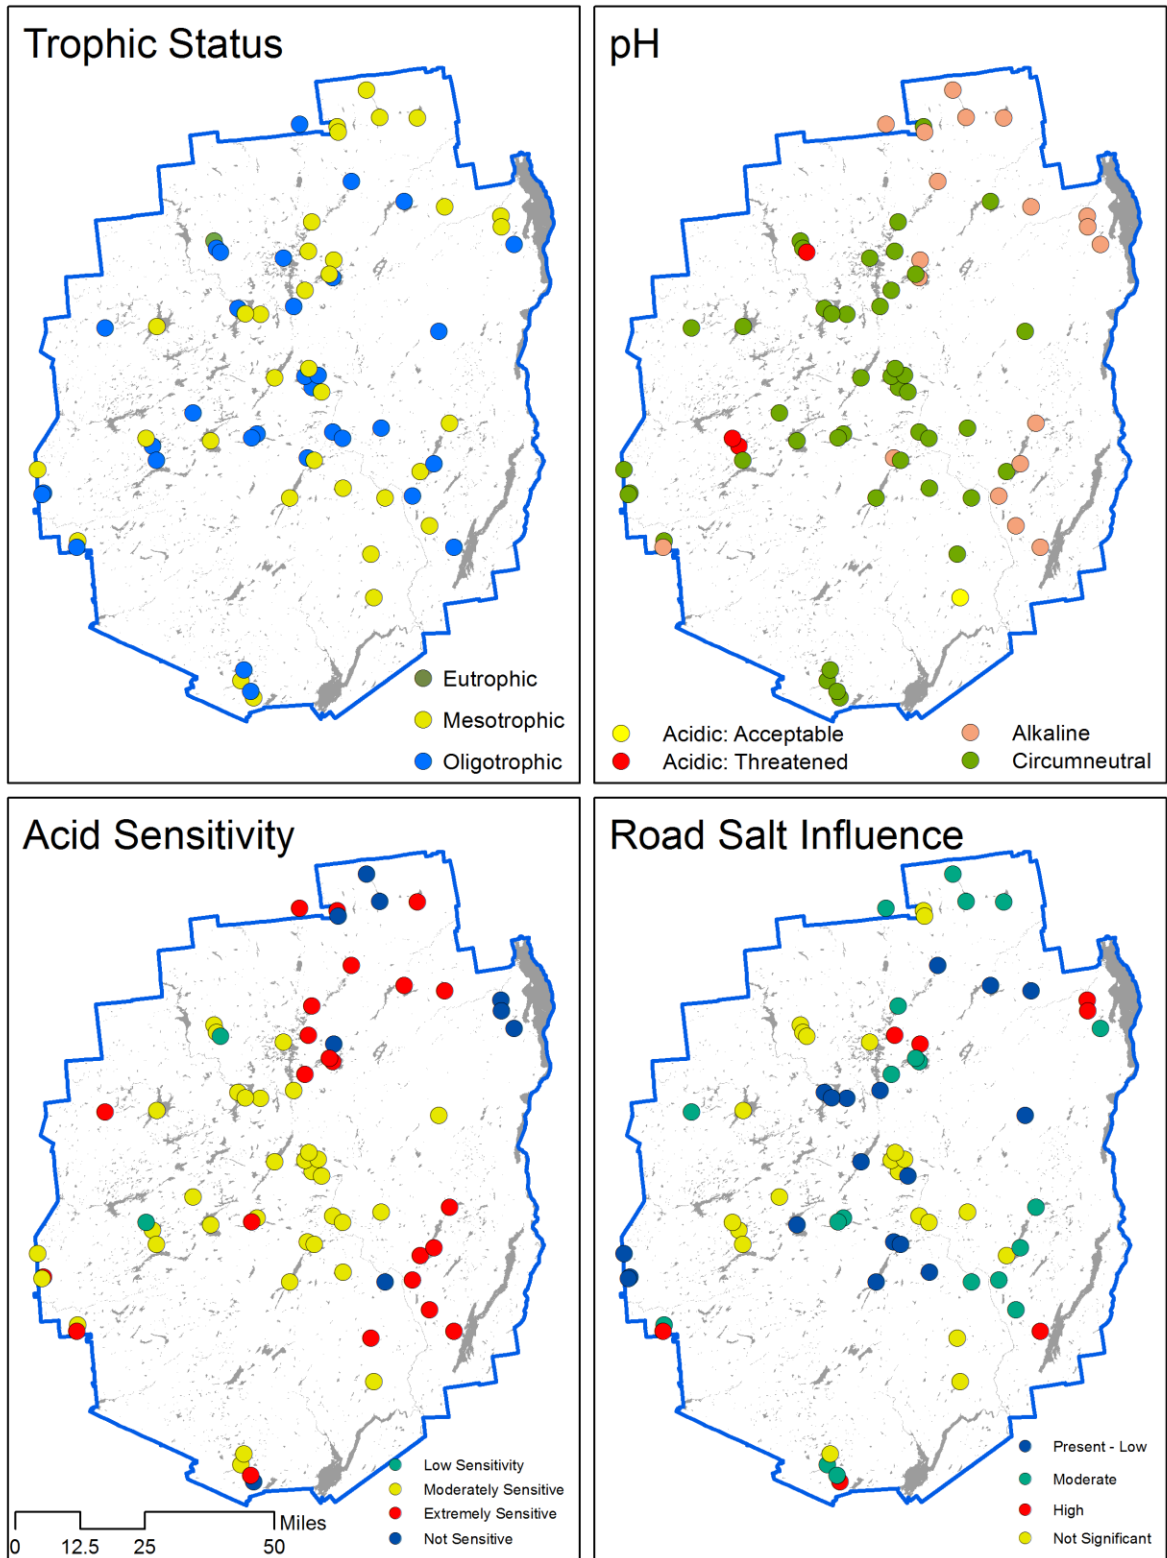 Trophic Status
Eutrophic
Mesotrophic
Oligotrophic
pH
Acidic: Acceptable
Acidic: Threatened
Alkaline
Circumneutral
Acid Sensitivity
Low Sensitivity
Moderately Sensitive
Extremely Sensitive
Not Sensitive
Miles
0 12.5 25 50
Road Salt Influence
Present - Low
Moderate
High
Not Significant